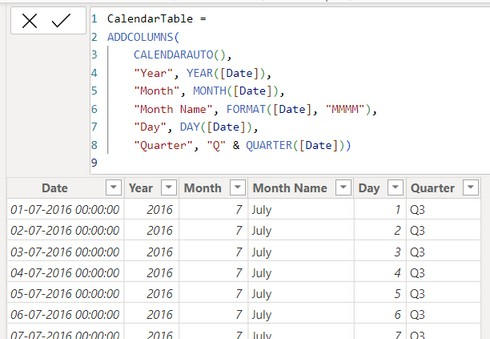 1 CalendarTable =
2 ADDCOLUMNS(
3 CALENDARAUTO(),
4 "Year", YEAR([Date]),
5 "Month", MONTH([Date]),
6 "Month Name", FORMAT([Date], "MMMM"),
7 "Day", DAY([Date]),
8 "Quarter", "Q" & QUARTER([Date]))
9
Date Year Month Month Name Day Quarter
01-07-2016 00:00:00 2016 7 July 1 Q3
02-07-2016 00:00:00 2016 7 July 2 Q3
03-07-2016 00:00:00 2016 7 July 3 Q3
04-07-2016 00:00:00 2016 7 July 4 Q3
05-07-2016 00:00:00 2016 7 July 5 Q3
06-07-2016 00:00:00 2016 7 July 6 Q3
07-07-2016 00:00:00 2016 7 July 7 Q3